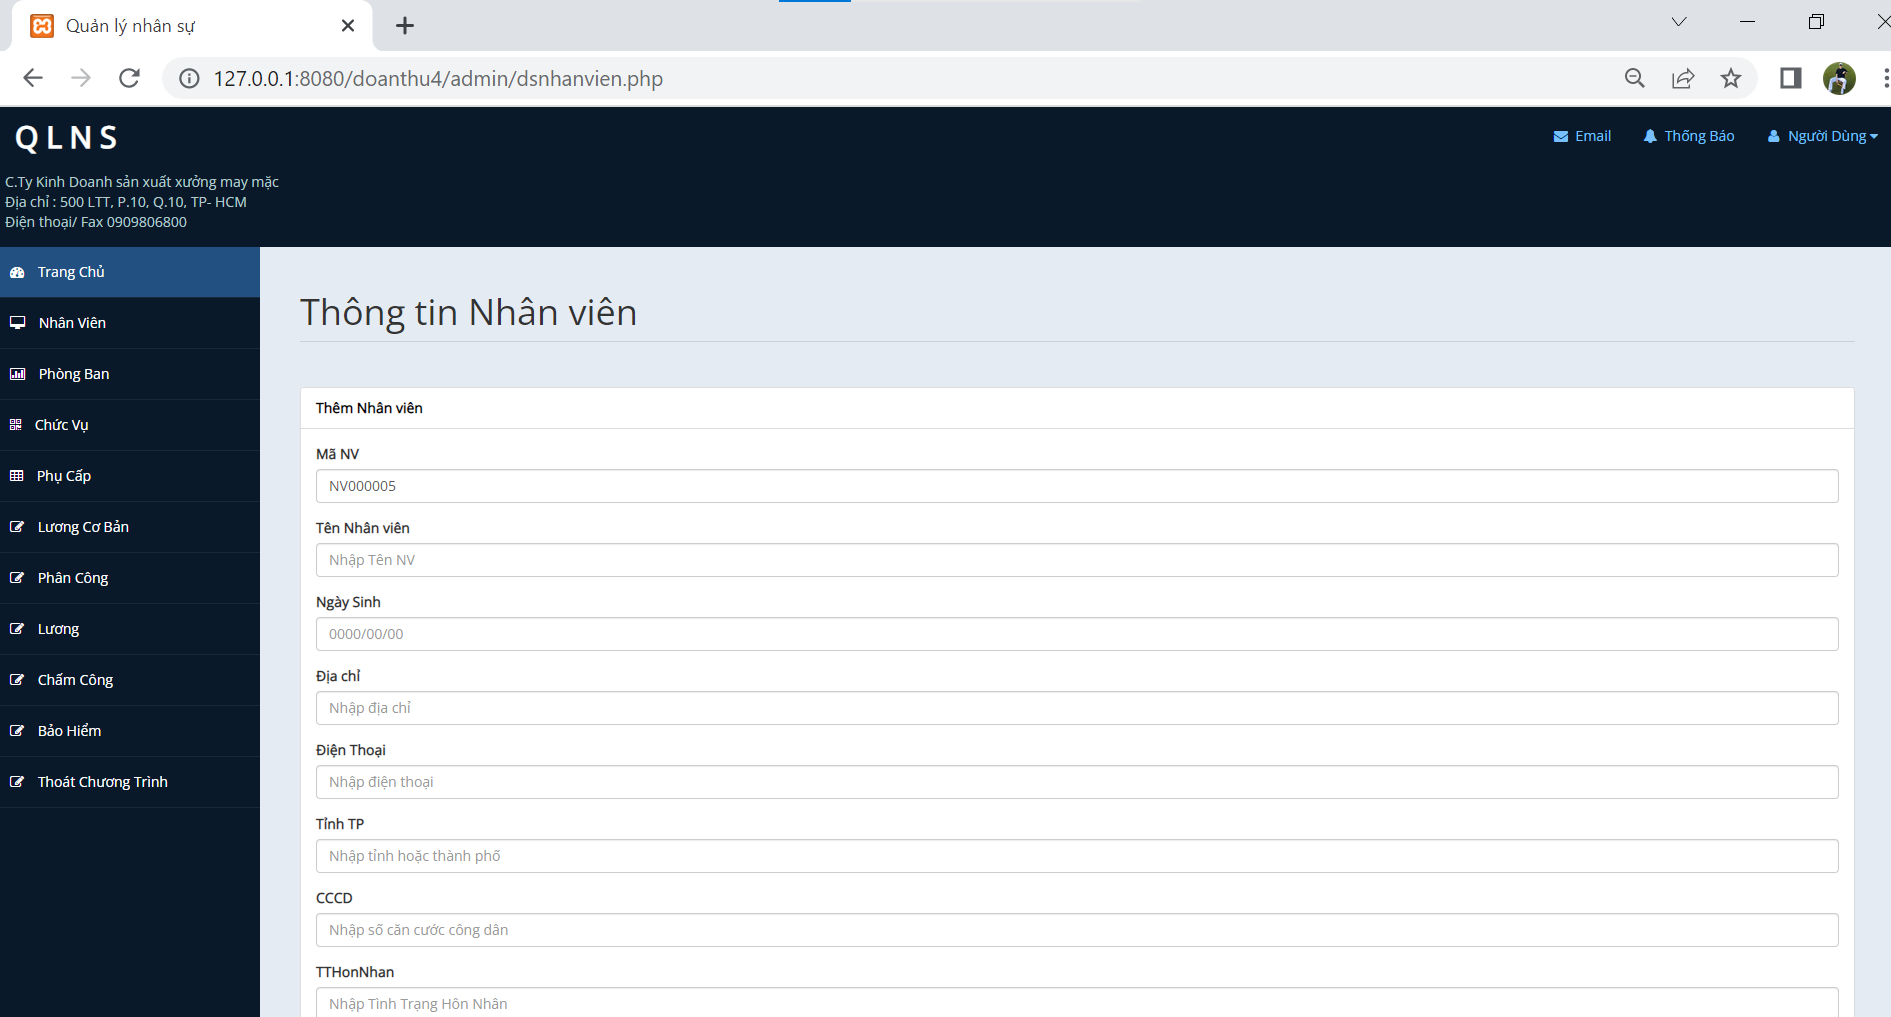 Quản lý nhân sự
127.0.0.1:8080/doanthu4/admin/dsnhanvien.php
QLNS
Email
Thống Báo
Người Dùng
C.Ty Kinh Doanh sản xuất xưởng may mặc
Địa chỉ : 500 LTT, P.10, Q.10, TP- HCM
Điện thoại/ Fax 0909806800
Trang Chủ
Nhân Viên
Phòng Ban
Chức Vụ
Phụ Cấp
Lương Cơ Bản
Phân Công
Lương
Chấm Công
Bảo Hiểm
Thoát Chương Trình
Thông tin Nhân viên
Thêm Nhân viên
Mã NV
NV000005
Tên Nhân viên
Nhập Tên NV
Ngày Sinh
0000/00/00
Địa chỉ
Nhập địa chỉ
Điện Thoại
Nhập điện thoại
Tỉnh TP
Nhập tỉnh hoặc thành phố
CCCD
Nhập số căn cước công dân
TTHonNhan
Nhập Tình Trạng Hôn Nhân